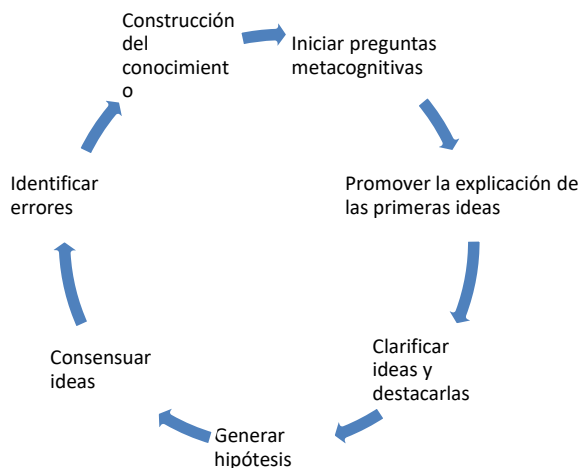 Construcción
del
conocimient
o
Iniciar preguntas
metacognitivas
Promover la explicación de
las primeras ideas
Clarificar
ideas y
destacarlas
Generar
hipótesis
Consensuar
ideas
Identificar
errores